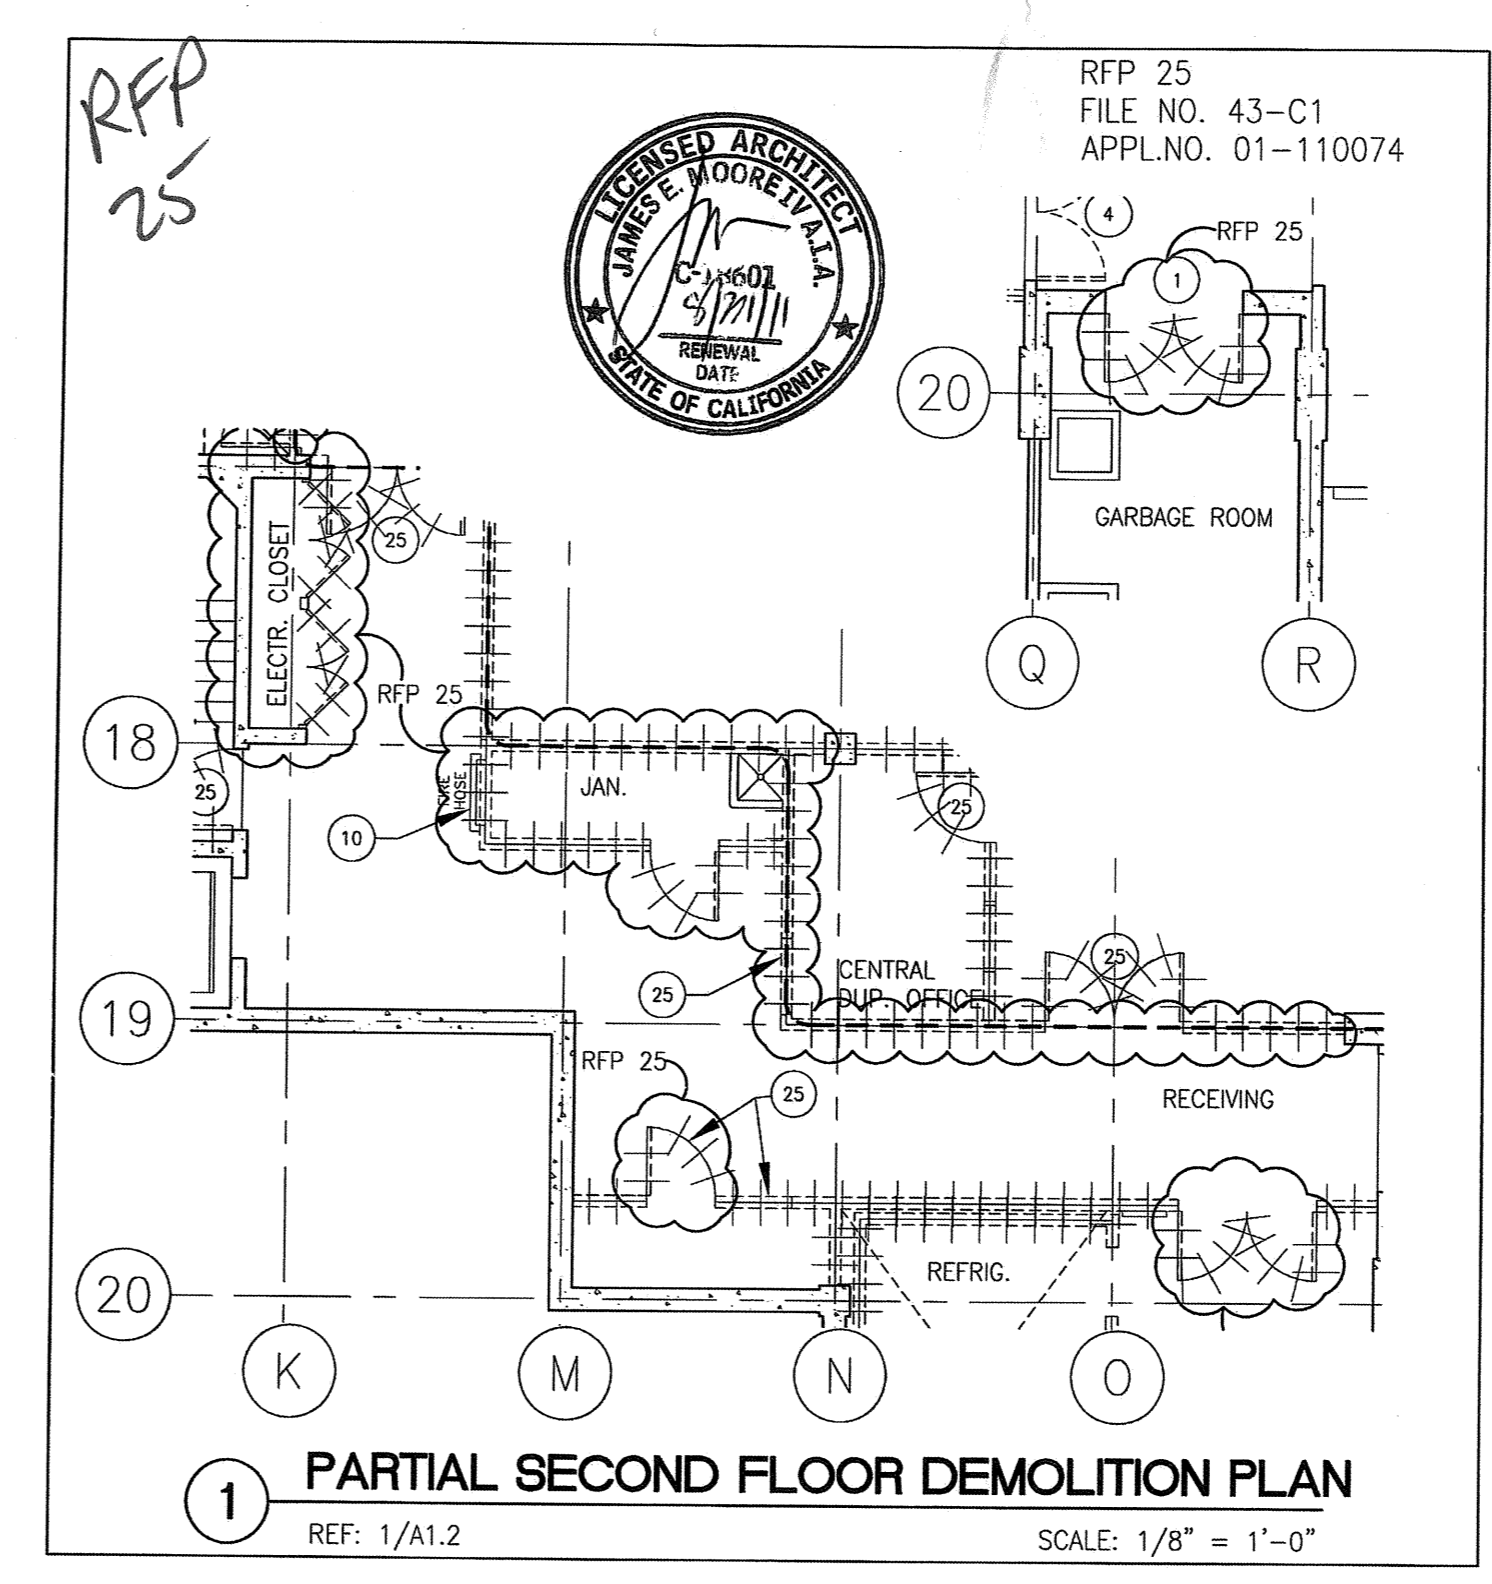 RFP
25
RFP 25
FILE NO. 43-C1
APPL.NO. 01-110074
LICENSED ARCHITECT
JAMES E. MOORE IV A.I.A.
C-18601
RENEWAL
DATE
STATE OF CALIFORNIA
4
RFP 25
1
20
GARBAGE ROOM
Q
R
25
ELECTR. CLOSET
RFP 25
18
25
FIRE
HOSE
JAN.
10
25
25
CENTRAL
DUP. OFFICE
25
19
RFP 25
25
RECEIVING
REFRIG.
20
K
M
N
O
1
PARTIAL SECOND FLOOR DEMOLITION PLAN
REF: 1/A1.2
SCALE: 1/8" = 1'-0"